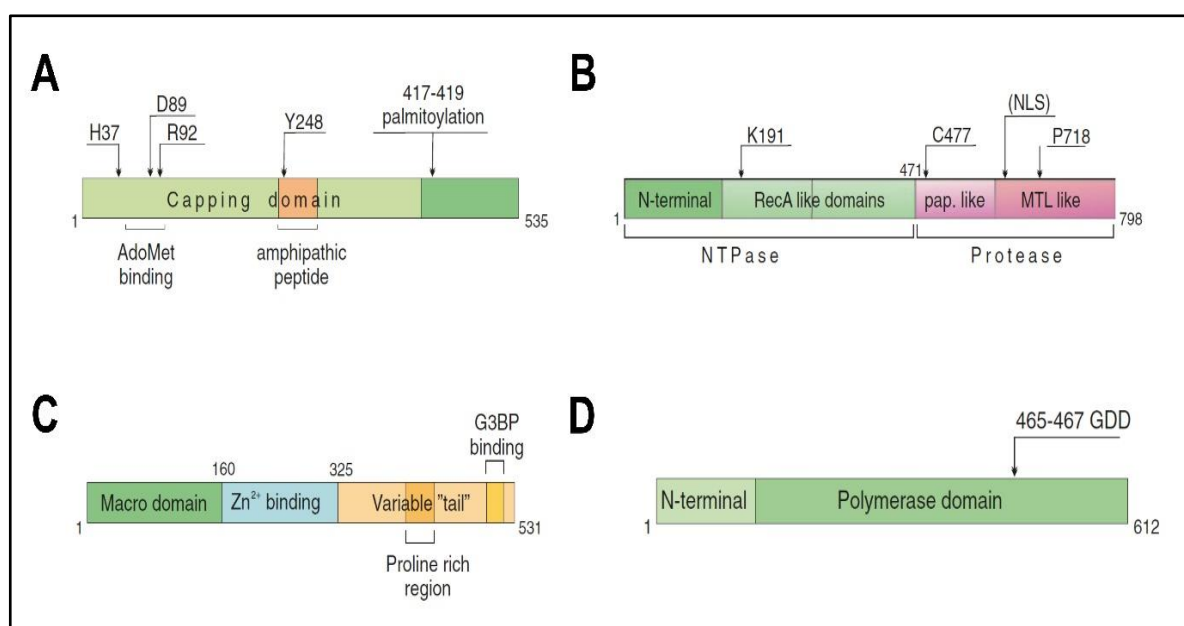 A
H37
D89
R92
Y248
417-419
palmitoylation
Capping domain
1
535
AdoMet
binding
amphipathic
peptide
B
K191
471
C477
(NLS)
P718
N-terminal
RecA like domains
pap. like
MTL like
1
798
NTPase
Protease
C
160
325
G3BP
binding
Macro domain
Zn²⁺ binding
Variable "tail"
1
531
Proline rich
region
D
465-467 GDD
N-terminal
Polymerase domain
1
612